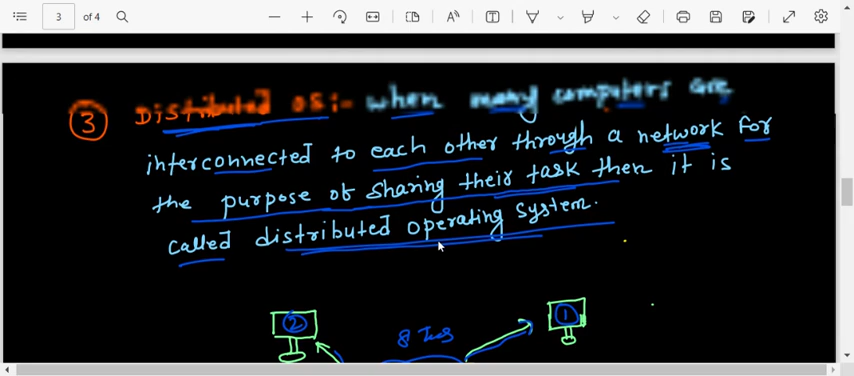 3 of 4
③ Distributed OS:- when many computers are
interconnected to each other through a network for
the purpose of sharing their task then it is
called distributed operating system.
② ①
8